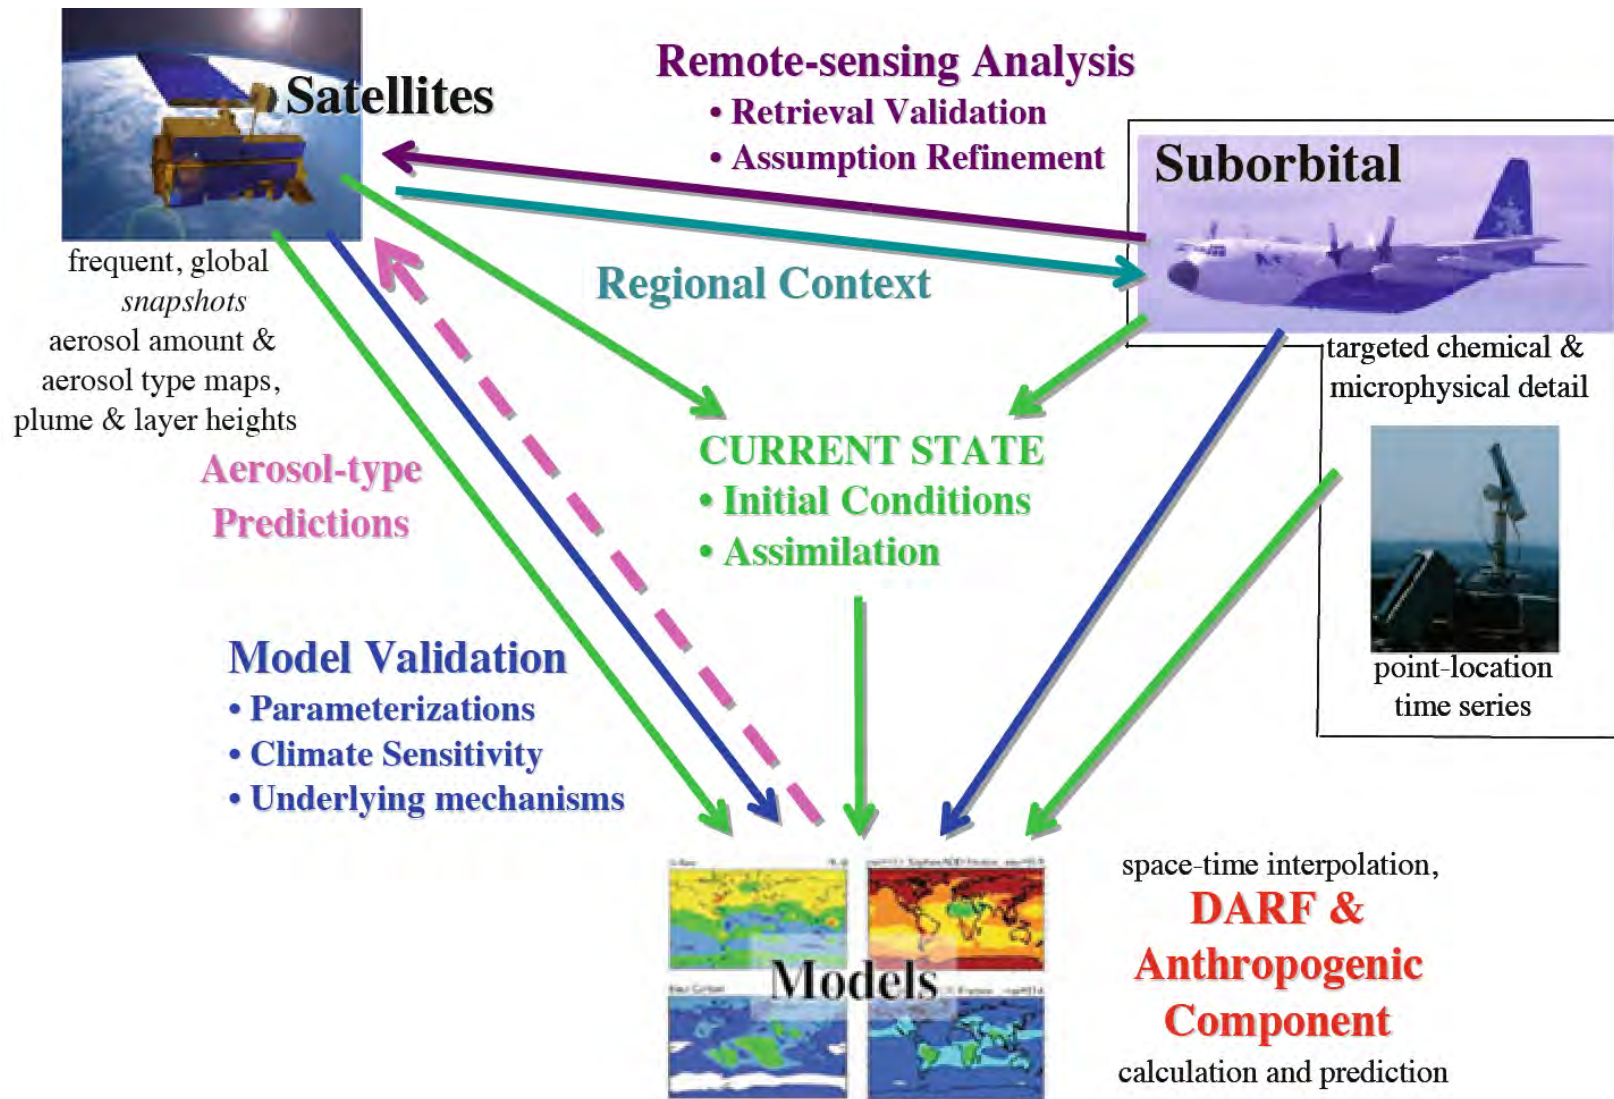 Satellites
frequent, global
snapshots
aerosol amount &
aerosol type maps,
plume & layer heights
Remote-sensing Analysis
• Retrieval Validation
• Assumption Refinement
Regional Context
Suborbital
targeted chemical &
microphysical detail
point-location
time series
CURRENT STATE
• Initial Conditions
• Assimilation
Aerosol-type
Predictions
Model Validation
• Parameterizations
• Climate Sensitivity
• Underlying mechanisms
Models
space-time interpolation,
DARF &
Anthropogenic
Component
calculation and prediction